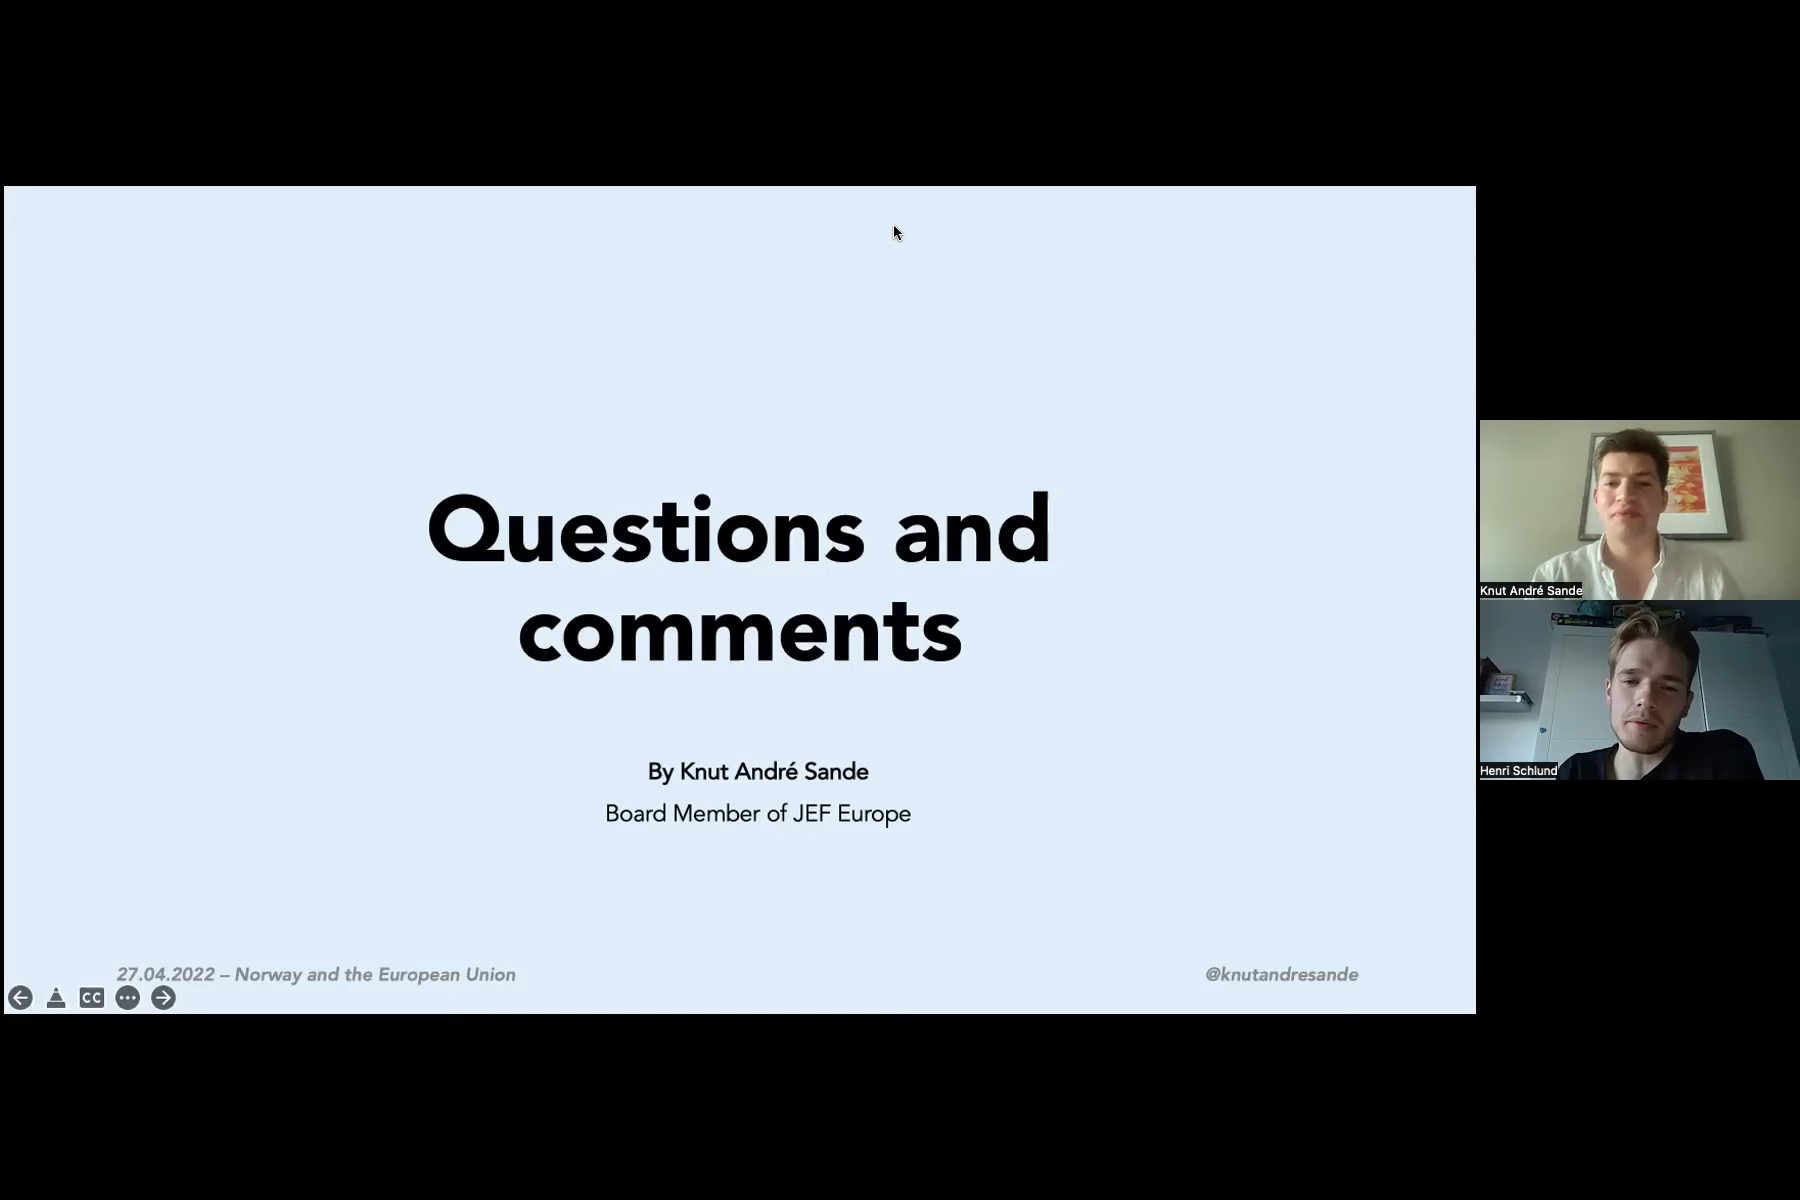 Questions and
comments
By Knut André Sande
Board Member of JEF Europe
27.04.2022 – Norway and the European Union
@knutandresande
CC
Knut André Sande
Henri Schlund